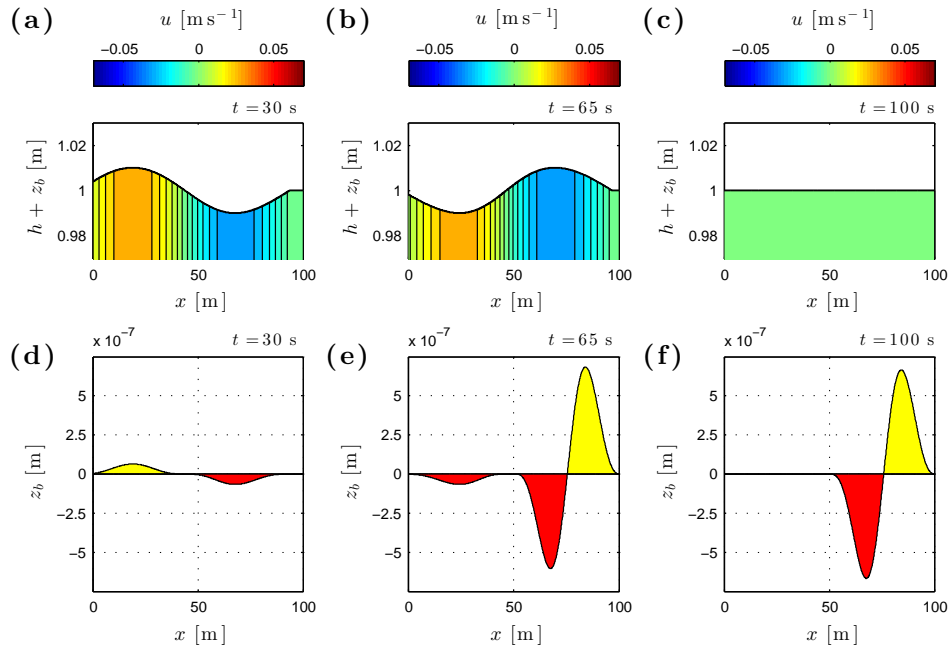 (a) u [m s⁻¹]
−0.05 0 0.05
t = 30 s
h + z_b [m]
1.02
1
0.98
0 50 100
x [m]
(b) u [m s⁻¹]
−0.05 0 0.05
t = 65 s
h + z_b [m]
1.02
1
0.98
0 50 100
x [m]
(c) u [m s⁻¹]
−0.05 0 0.05
t = 100 s
h + z_b [m]
1.02
1
0.98
0 50 100
x [m]
(d) x 10⁻⁷ t = 30 s
z_b [m]
5
2.5
0
−2.5
−5
0 50 100
x [m]
(e) x 10⁻⁷ t = 65 s
z_b [m]
5
2.5
0
−2.5
−5
0 50 100
x [m]
(f) x 10⁻⁷ t = 100 s
z_b [m]
5
2.5
0
−2.5
−5
0 50 100
x [m]